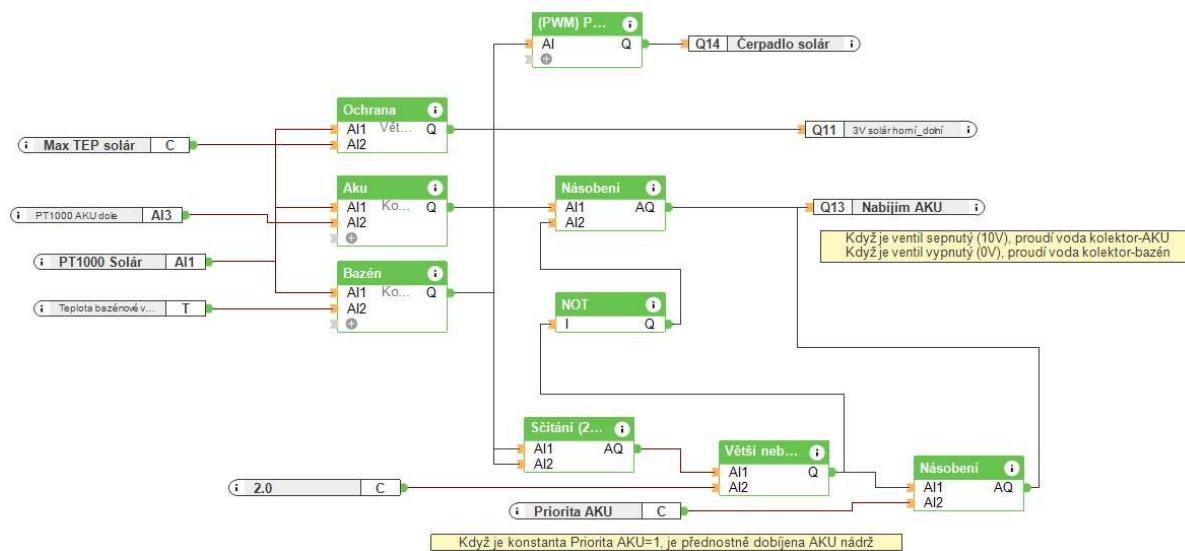 (PWM) P...
AI Q
Q14 Čerpadlo solár
Ochrana
AI1 Vět... Q
AI2
Max TEP solár C
Q11 3V solár horní_dohí
Aku
AI1 Ko... Q
AI2
PT1000 AKU dole AI3
Násobení
AI1 AQ
AI2
Q13 Nabíjim AKU
Když je ventil sepnutý (10V), proudí voda kolektor-AKU
Když je ventil vypnutý (0V), proudí voda kolektor-bazén
PT1000 Solár AI1
Bazén
AI1 Ko... Q
AI2
Teplota bazénové v... T
NOT
I Q
Sčítání (2...
AI1 AQ
AI2
Větší neb...
AI1 Q
AI2
2.0 C
Násobení
AI1 AQ
AI2
Priorita AKU C
Když je konstanta Priorita AKU=1, je přednostně dobíjena AKU nádrž